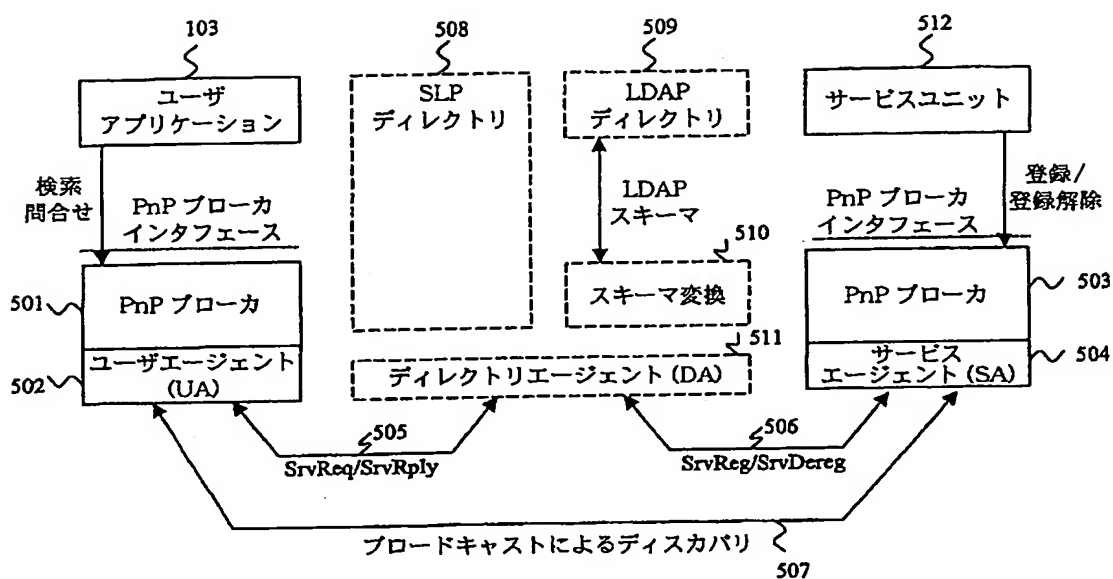 103
508
509
512
ユーザ
アプリケーション
SLP
ディレクトリ
LDAP
ディレクトリ
サービスユニット
検索
問合せ
PnP ブローカ
インタフェース
LDAP
スキーマ
登録/
登録解除
PnP ブローカ
インタフェース
510
501
PnP ブローカ
スキーマ変換
PnP ブローカ
503
511
502
ユーザエージェント
(UA)
ディレクトリエージェント (DA)
サービス
エージェント (SA)
504
505
SrvReq/SrvRply
506
SrvReg/SrvDereg
ブロードキャストによるディスカバリ
507